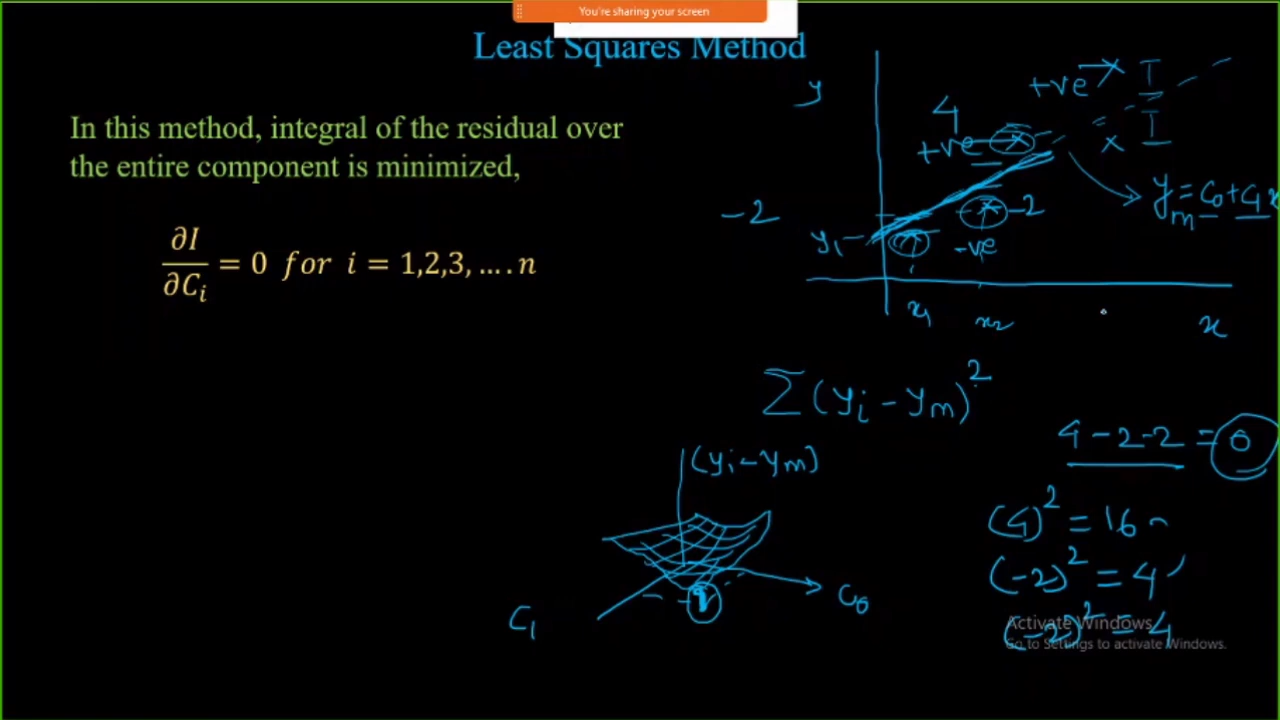 You're sharing your screen
Least Squares Method
In this method, integral of the residual over
the entire component is minimized,
∂I/∂C_i = 0 for i = 1,2,3, .... n
y
4
+ve
+ve
I
I
-2
-2
-ve
y_1
y_m = C_0 + C_1 x
x_1
x_2
x
Σ(y_i - y_m)^2
4 - 2 - 2 = 0
(y_i - y_m)
C_1
C_0
(4)^2 = 16
(-2)^2 = 4
(-2)^2 = 4
Activate Windows
Go to Settings to activate Windows.